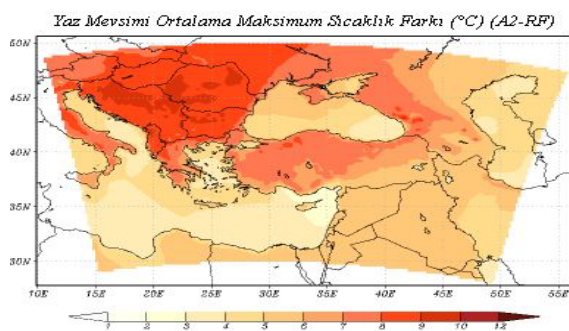 Yaz Mevsimi Ortalama Maksimum Sıcaklık Farkı (°C) (A2-RF)
50N
45N
40N
35N
30N
10E 15E 20E 25E 30E 35E 40E 45E 50E 55E
1 2 3 4 5 6 7 8 9 10 12